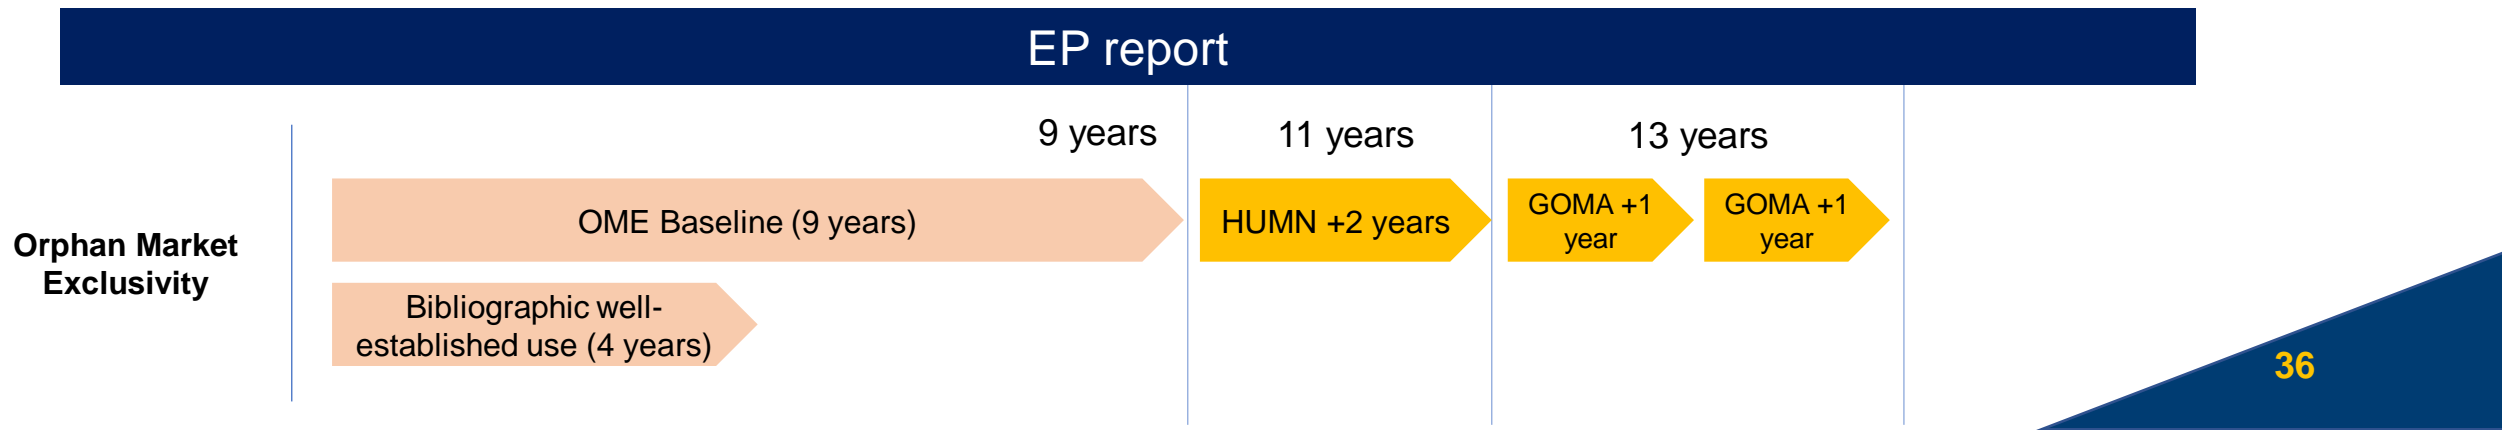 EP report
9 years
11 years
13 years
Orphan Market
Exclusivity
OME Baseline (9 years)
HUMN +2 years
GOMA +1
year
GOMA +1
year
Bibliographic well-
established use (4 years)
36